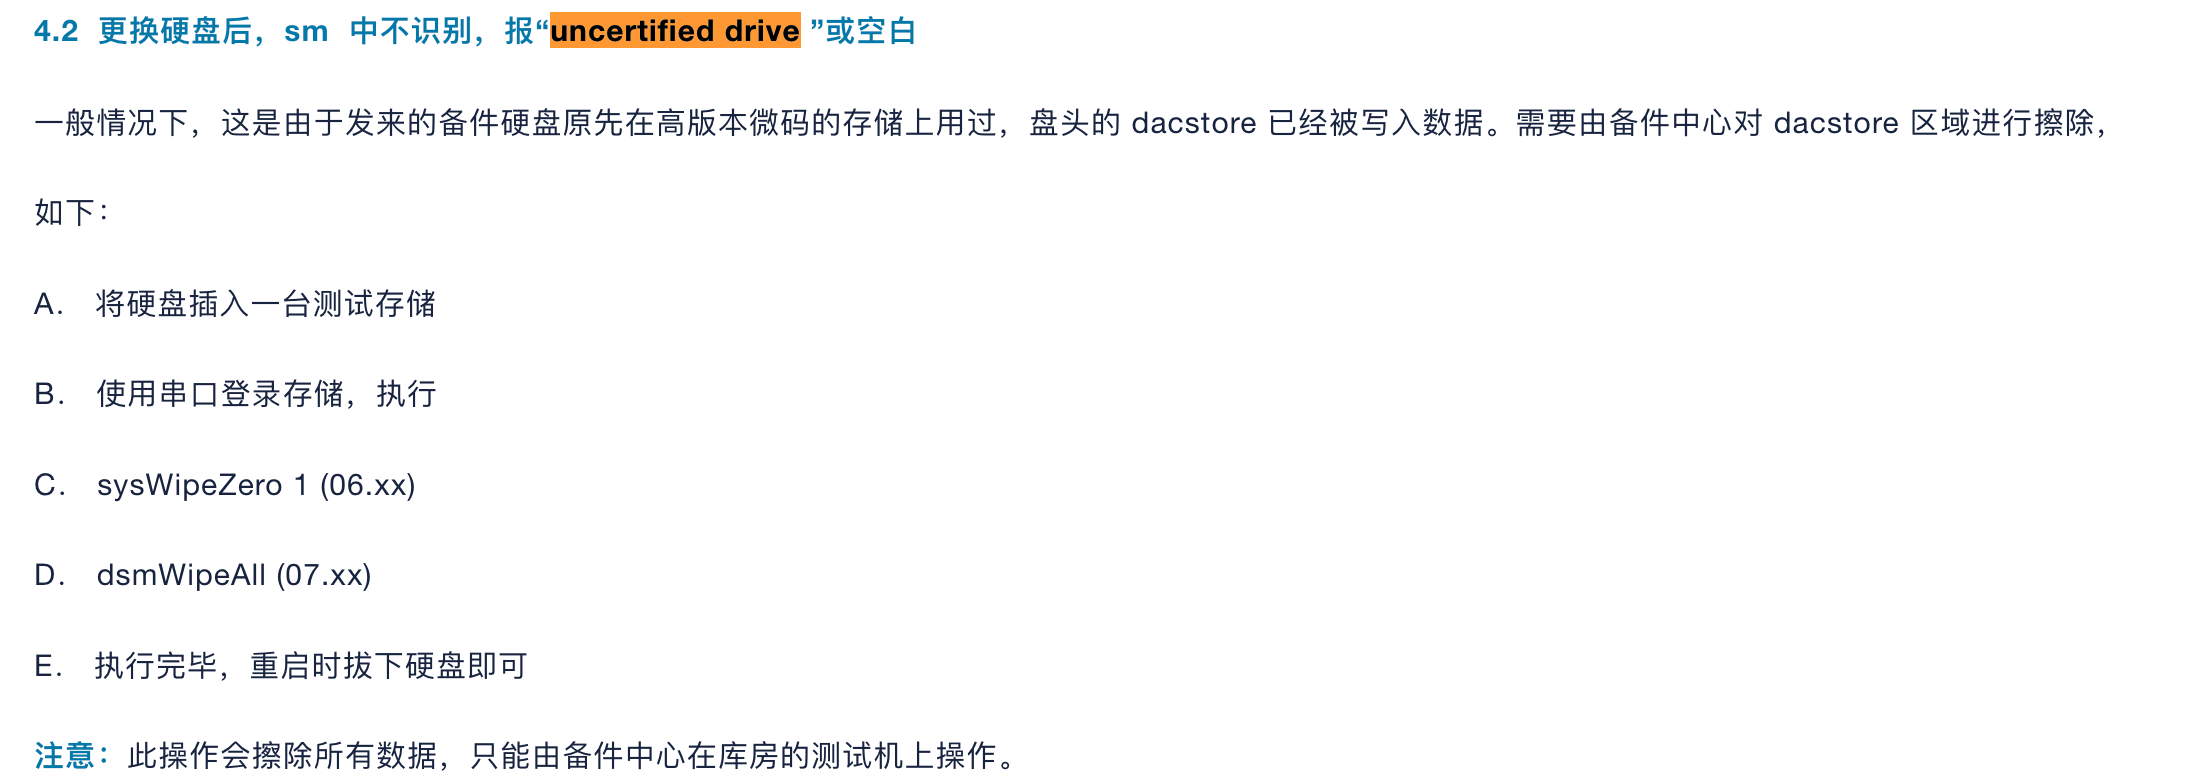 4.2 更换硬盘后，sm 中不识别，报“uncertified drive ”或空白
一般情况下，这是由于发来的备件硬盘原先在高版本微码的存储上用过，盘头的 dacstore 已经被写入数据。需要由备件中心对 dacstore 区域进行擦除，
如下：
A. 将硬盘插入一台测试存储
B. 使用串口登录存储，执行
C. sysWipeZero 1 (06.xx)
D. dsmWipeAll (07.xx)
E. 执行完毕，重启时拔下硬盘即可
注意：此操作会擦除所有数据，只能由备件中心在库房的测试机上操作。